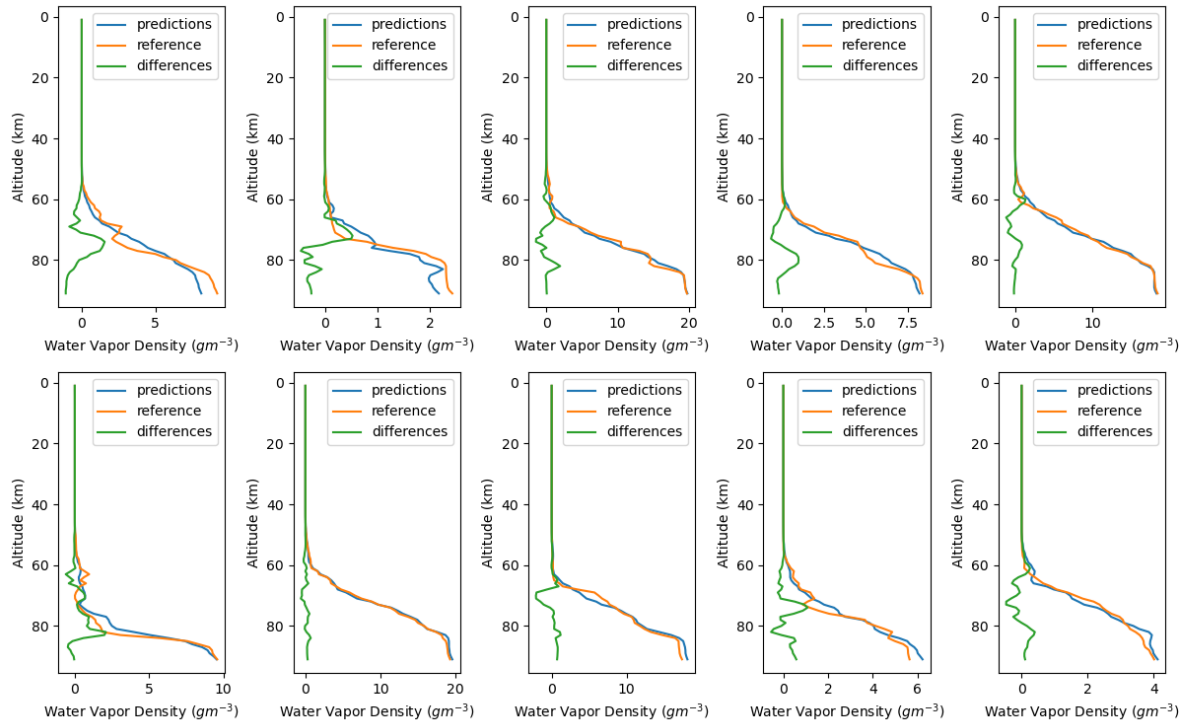 0
20
40
60
80
Altitude (km)
predictions
reference
differences
0
5
Water Vapor Density (gm⁻³)
0
20
40
60
80
Altitude (km)
predictions
reference
differences
0
1
2
Water Vapor Density (gm⁻³)
0
20
40
60
80
Altitude (km)
predictions
reference
differences
0
10
20
Water Vapor Density (gm⁻³)
0
20
40
60
80
Altitude (km)
predictions
reference
differences
0.0
2.5
5.0
7.5
Water Vapor Density (gm⁻³)
0
20
40
60
80
Altitude (km)
predictions
reference
differences
0
10
Water Vapor Density (gm⁻³)
0
20
40
60
80
Altitude (km)
predictions
reference
differences
0
5
10
Water Vapor Density (gm⁻³)
0
20
40
60
80
Altitude (km)
predictions
reference
differences
0
10
20
Water Vapor Density (gm⁻³)
0
20
40
60
80
Altitude (km)
predictions
reference
differences
0
10
Water Vapor Density (gm⁻³)
0
20
40
60
80
Altitude (km)
predictions
reference
differences
0
2
4
6
Water Vapor Density (gm⁻³)
0
20
40
60
80
Altitude (km)
predictions
reference
differences
0
2
4
Water Vapor Density (gm⁻³)